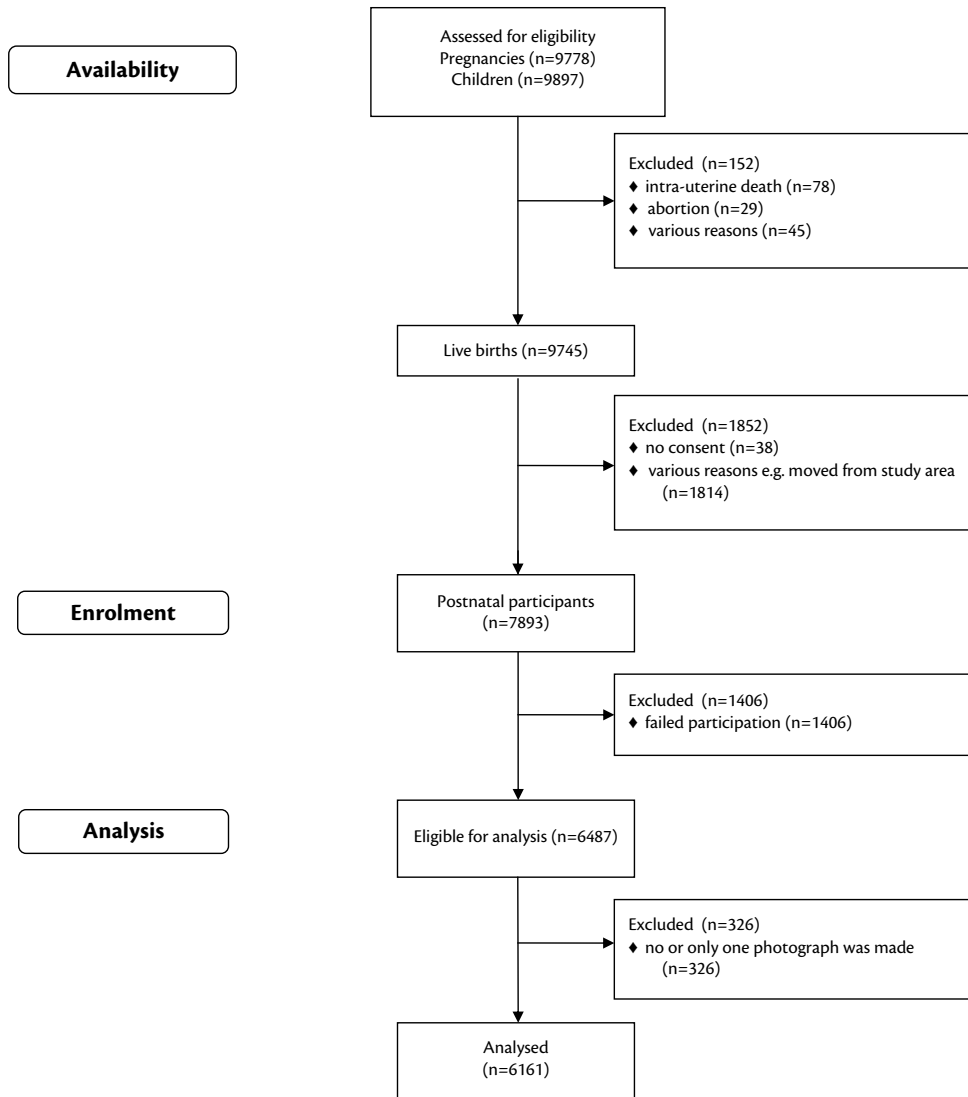 Availability
Assessed for eligibility
Pregnancies (n=9778)
Children (n=9897)
Excluded (n=152)
♦ intra-uterine death (n=78)
♦ abortion (n=29)
♦ various reasons (n=45)
Live births (n=9745)
Excluded (n=1852)
♦ no consent (n=38)
♦ various reasons e.g. moved from study area
(n=1814)
Enrolment
Postnatal participants
(n=7893)
Excluded (n=1406)
♦ failed participation (n=1406)
Analysis
Eligible for analysis (n=6487)
Excluded (n=326)
♦ no or only one photograph was made
(n=326)
Analysed
(n=6161)